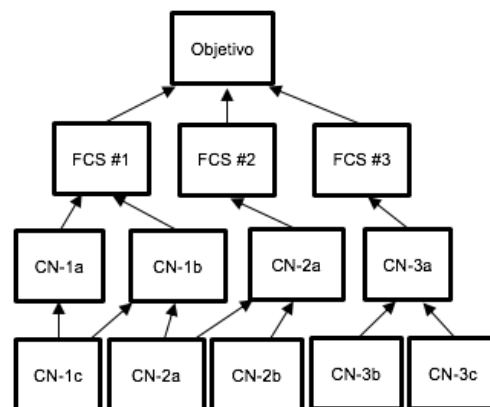 Objetivo
FCS #1
FCS #2
FCS #3
CN-1a
CN-1b
CN-2a
CN-3a
CN-1c
CN-2a
CN-2b
CN-3b
CN-3c